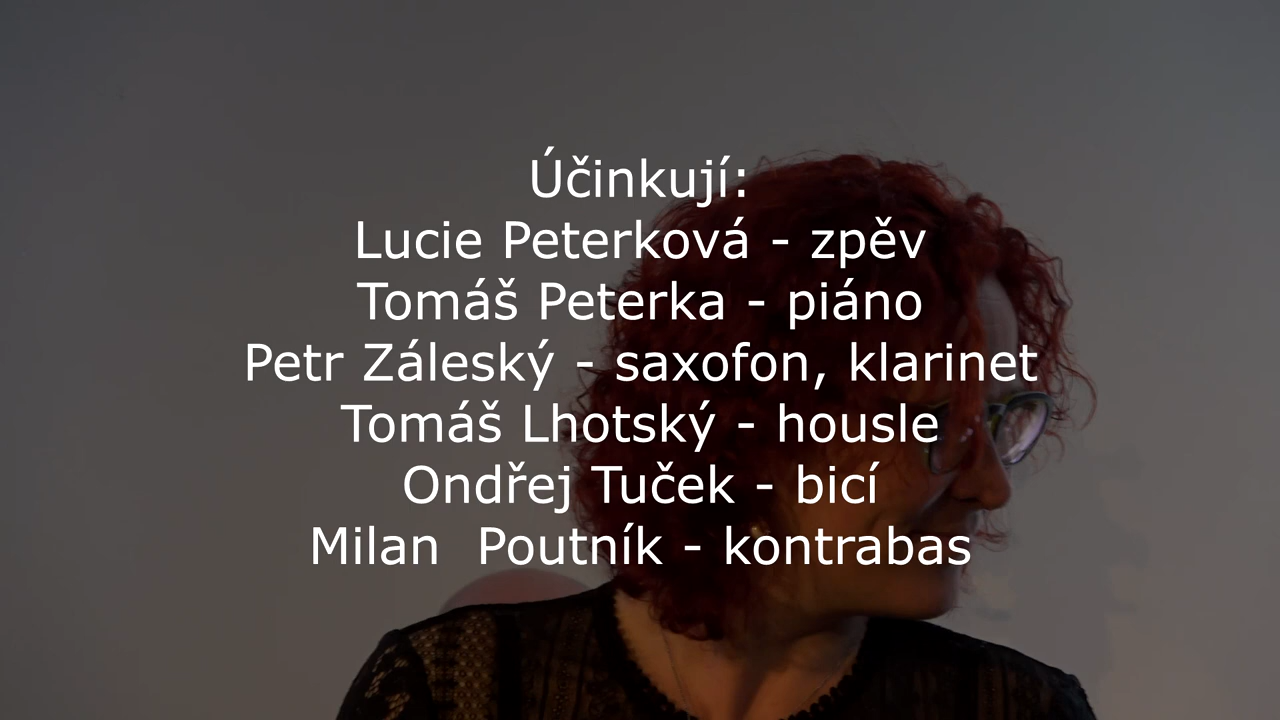 Účinkují:
Lucie Peterková - zpěv
Tomáš Peterka - piáno
Petr Záleský - saxofon, klarinet
Tomáš Lhotský - housle
Ondřej Tuček - bicí
Milan  Poutník - kontrabas